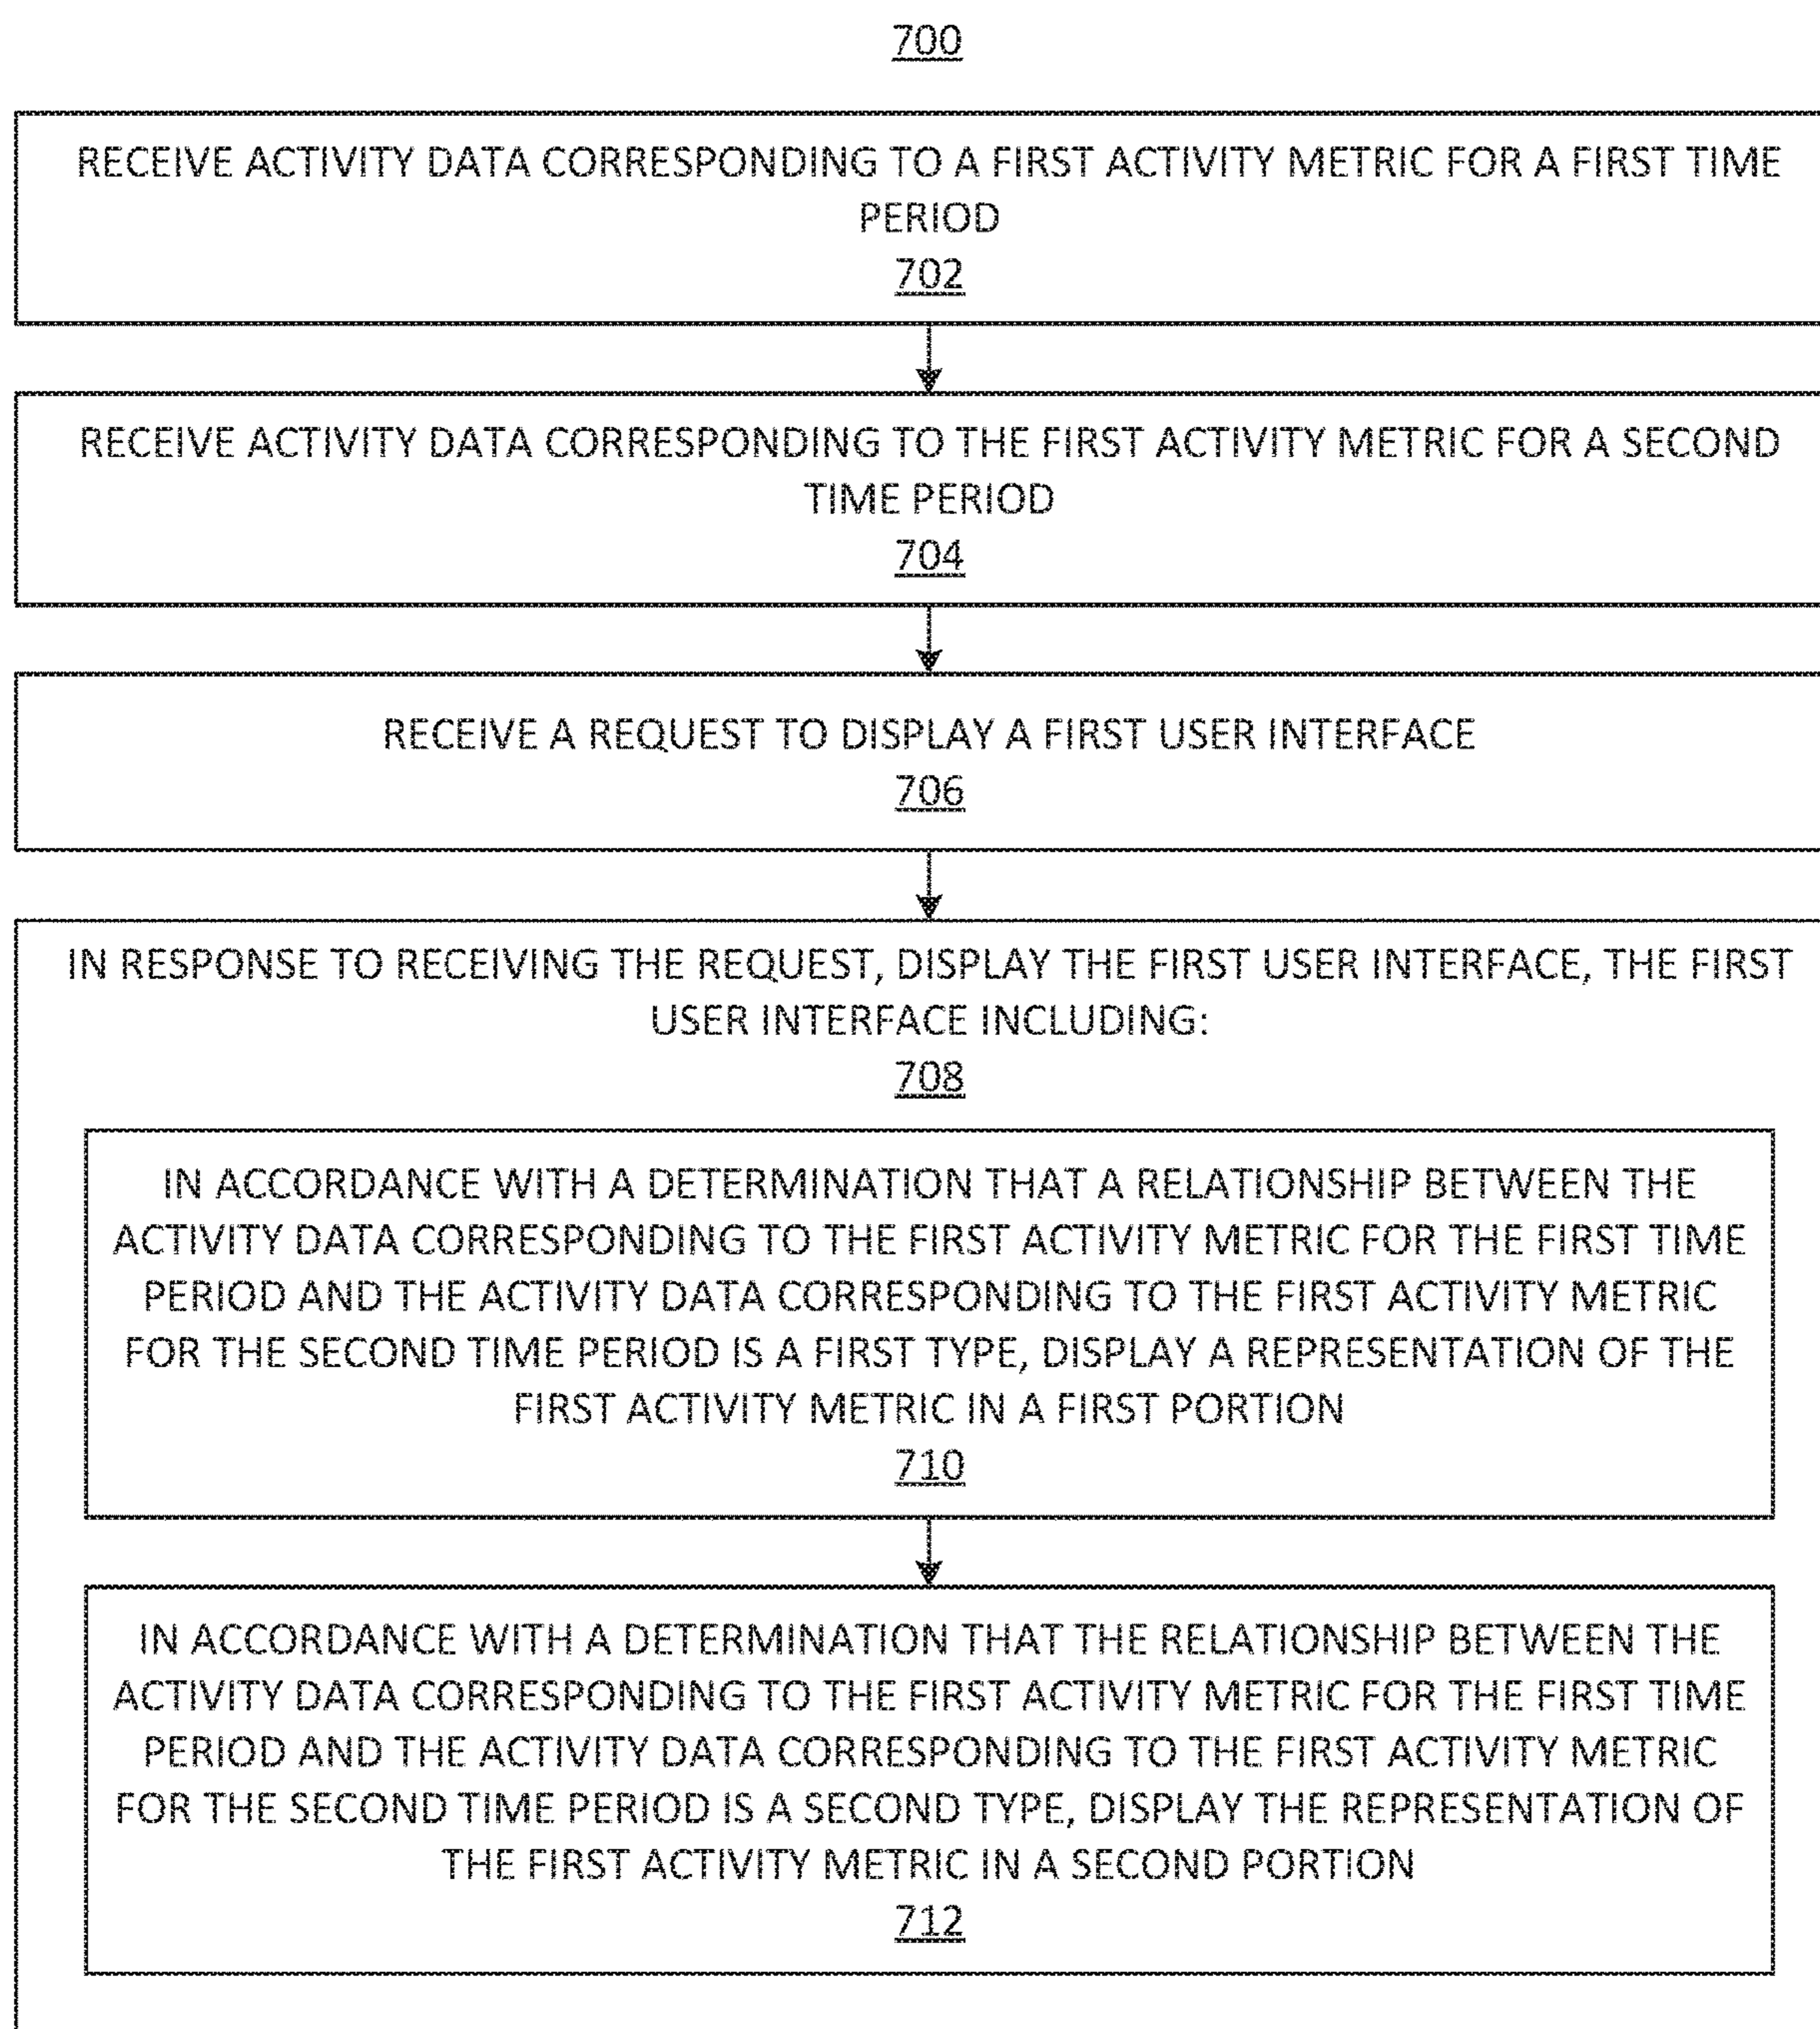 700
RECEIVE ACTIVITY DATA CORRESPONDING TO A FIRST ACTIVITY METRIC FOR A FIRST TIME
PERIOD
702
RECEIVE ACTIVITY DATA CORRESPONDING TO THE FIRST ACTIVITY METRIC FOR A SECOND
TIME PERIOD
704
RECEIVE A REQUEST TO DISPLAY A FIRST USER INTERFACE
706
IN RESPONSE TO RECEIVING THE REQUEST, DISPLAY THE FIRST USER INTERFACE, THE FIRST
USER INTERFACE INCLUDING:
708
IN ACCORDANCE WITH A DETERMINATION THAT A RELATIONSHIP BETWEEN THE
ACTIVITY DATA CORRESPONDING TO THE FIRST ACTIVITY METRIC FOR THE FIRST TIME
PERIOD AND THE ACTIVITY DATA CORRESPONDING TO THE FIRST ACTIVITY METRIC
FOR THE SECOND TIME PERIOD IS A FIRST TYPE, DISPLAY A REPRESENTATION OF THE
FIRST ACTIVITY METRIC IN A FIRST PORTION
710
IN ACCORDANCE WITH A DETERMINATION THAT THE RELATIONSHIP BETWEEN THE
ACTIVITY DATA CORRESPONDING TO THE FIRST ACTIVITY METRIC FOR THE FIRST TIME
PERIOD AND THE ACTIVITY DATA CORRESPONDING TO THE FIRST ACTIVITY METRIC
FOR THE SECOND TIME PERIOD IS A SECOND TYPE, DISPLAY THE REPRESENTATION OF
THE FIRST ACTIVITY METRIC IN A SECOND PORTION
712